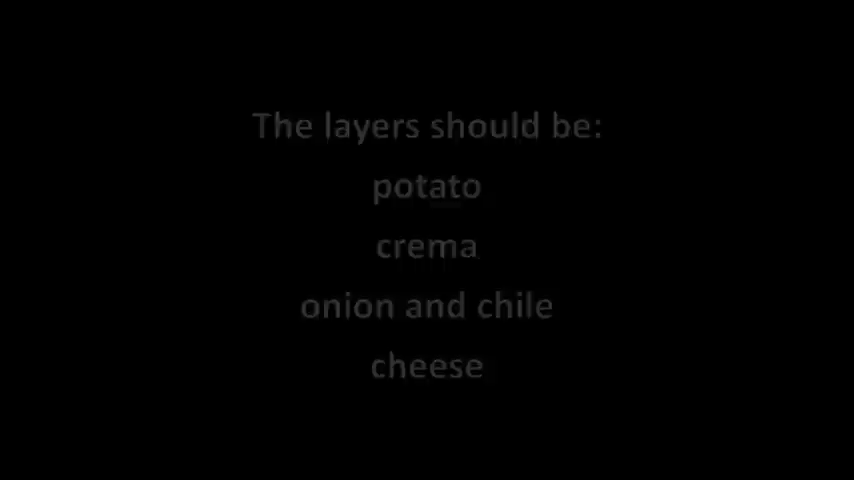 The layers should be:
potato
crema
onion and chile
cheese